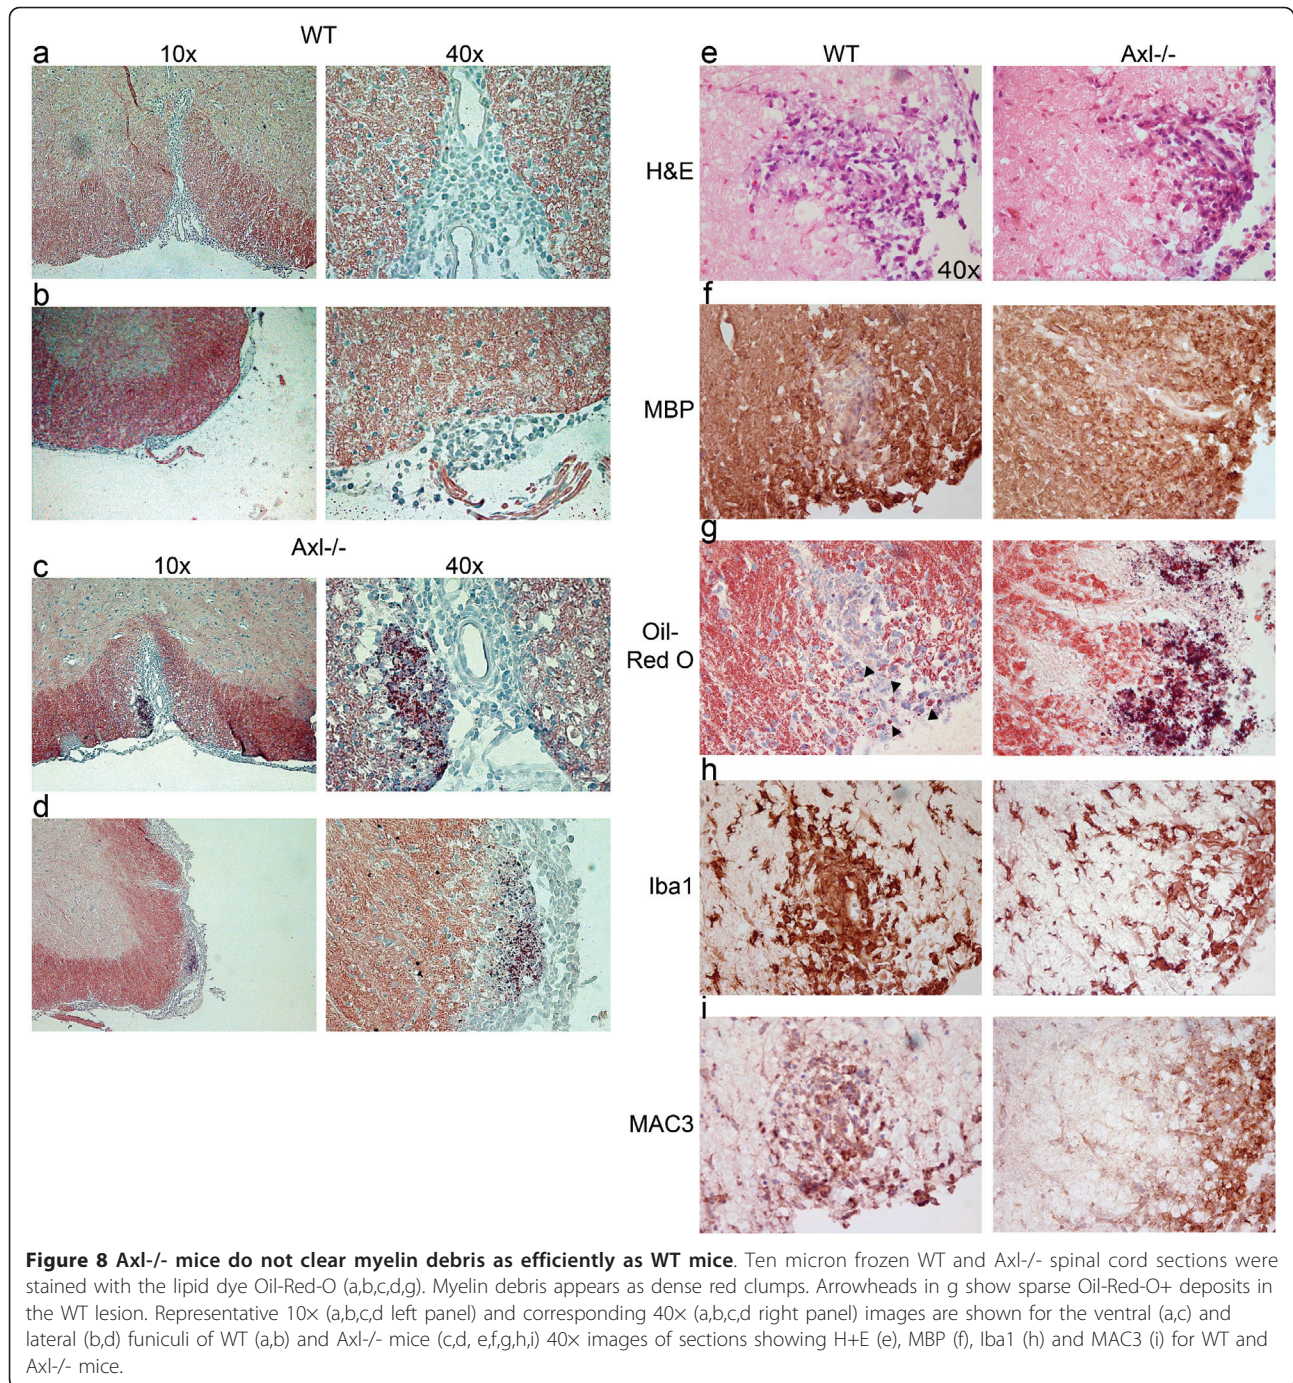 WT
a 10x 40x
b
Axl-/-
c 10x 40x
d
e WT Axl-/-
H&E
40x
f
MBP
g
Oil-
Red O
h
Iba1
i
MAC3
Figure 8 Axl-/- mice do not clear myelin debris as efficiently as WT mice. Ten micron frozen WT and Axl-/- spinal cord sections were
stained with the lipid dye Oil-Red-O (a,b,c,d,g). Myelin debris appears as dense red clumps. Arrowheads in g show sparse Oil-Red-O+ deposits in
the WT lesion. Representative 10× (a,b,c,d left panel) and corresponding 40× (a,b,c,d right panel) images are shown for the ventral (a,c) and
lateral (b,d) funiculi of WT (a,b) and Axl-/- mice (c,d, e,f,g,h,i) 40× images of sections showing H+E (e), MBP (f), Iba1 (h) and MAC3 (i) for WT and
Axl-/- mice.